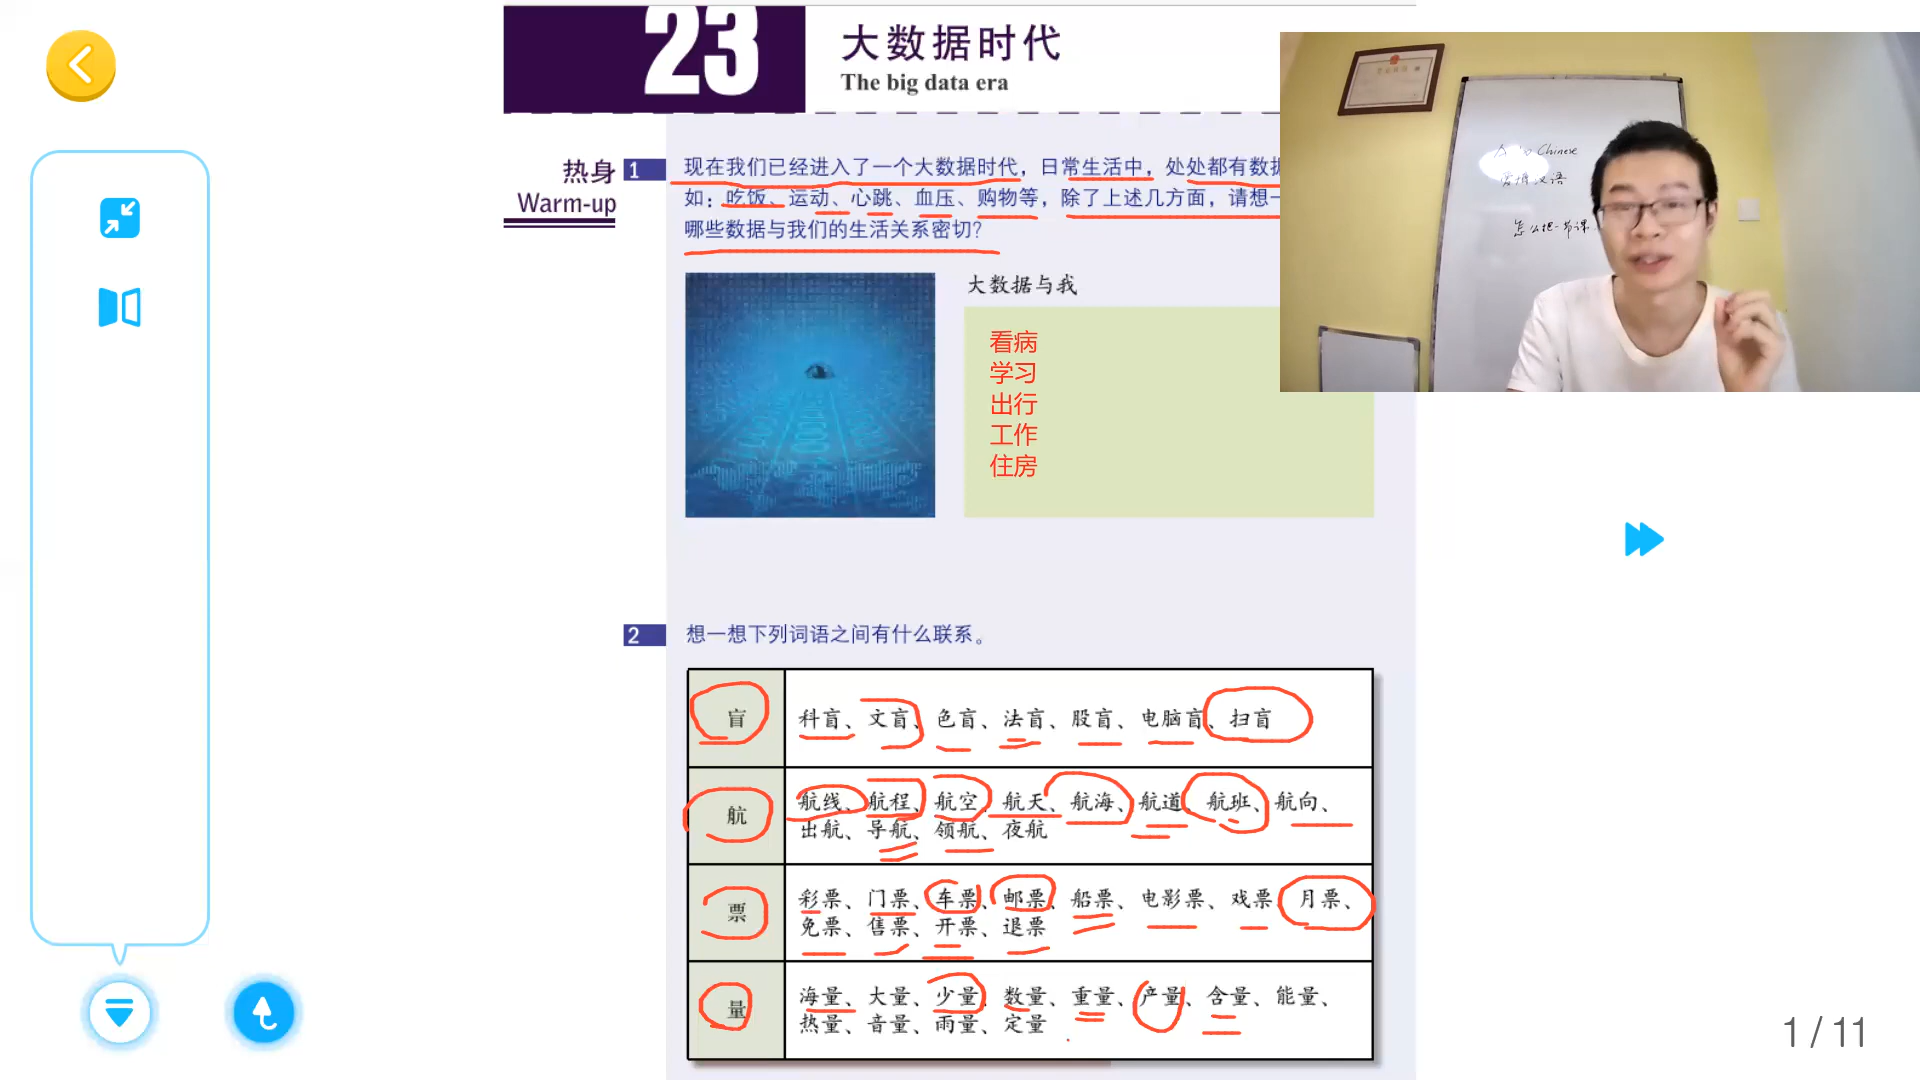 23
大数据时代
The big data era
热身
Warm-up
1
现在我们已经进入了一个大数据时代，日常生活中，处处都有数据
如：吃饭、运动、心跳、血压、购物等，除了上述几方面，请想一
哪些数据与我们的生活关系密切？
大数据与我
看病
学习
出行
工作
住房
Chinese
汉语
怎么把一节课
2
想一想下列词语之间有什么联系。
盲
科盲、文盲、色盲、法盲、股盲、电脑盲、扫盲
航
航线、航程、航空、航天、航海、航道、航班、航向、
出航、导航、领航、夜航
票
彩票、门票、车票、邮票、船票、电影票、戏票、月票、
免票、售票、开票、退票
量
海量、大量、少量、数量、重量、产量、含量、能量、
热量、音量、雨量、定量
1 / 11